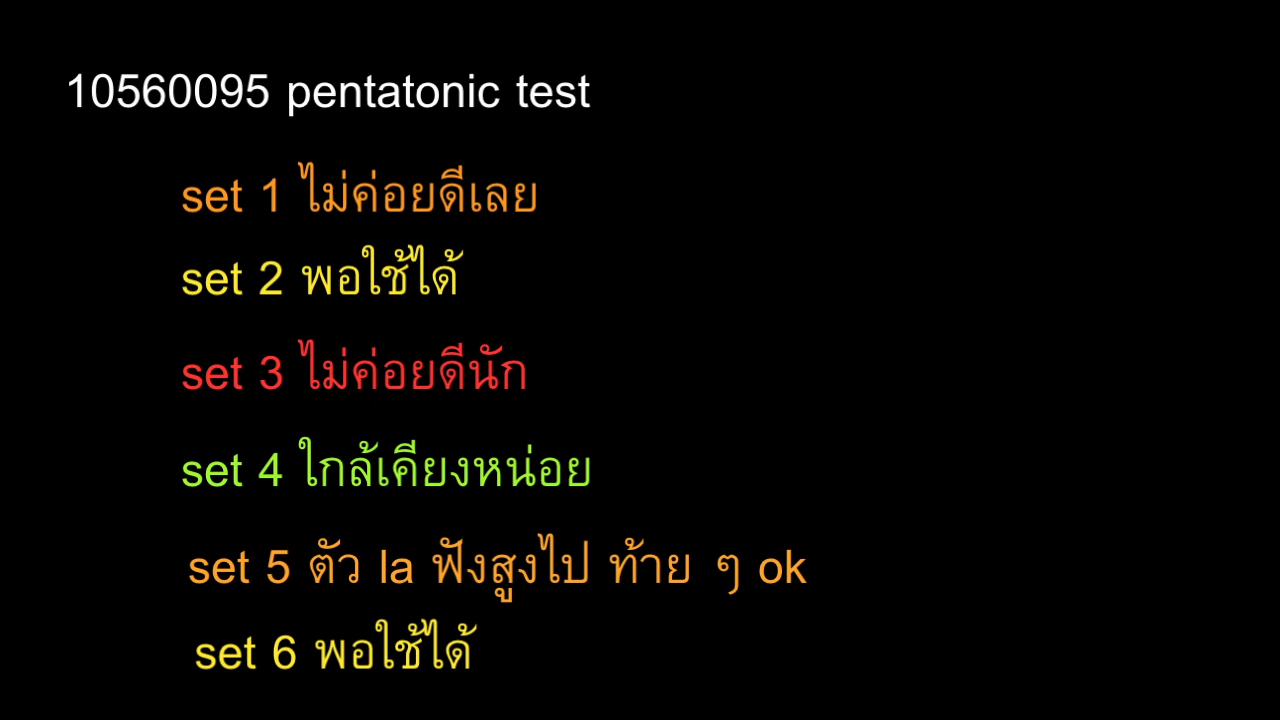 10560095 pentatonic test
set 1 ไม่ค่อยดีเลย
set 2 พอใช้ได้
set 3 ไม่ค่อยดีนัก
set 4 ใกล้เคียงหน่อย
set 5 ตัว la ฟังสูงไป ท้าย ๆ ok
set 6 พอใช้ได้